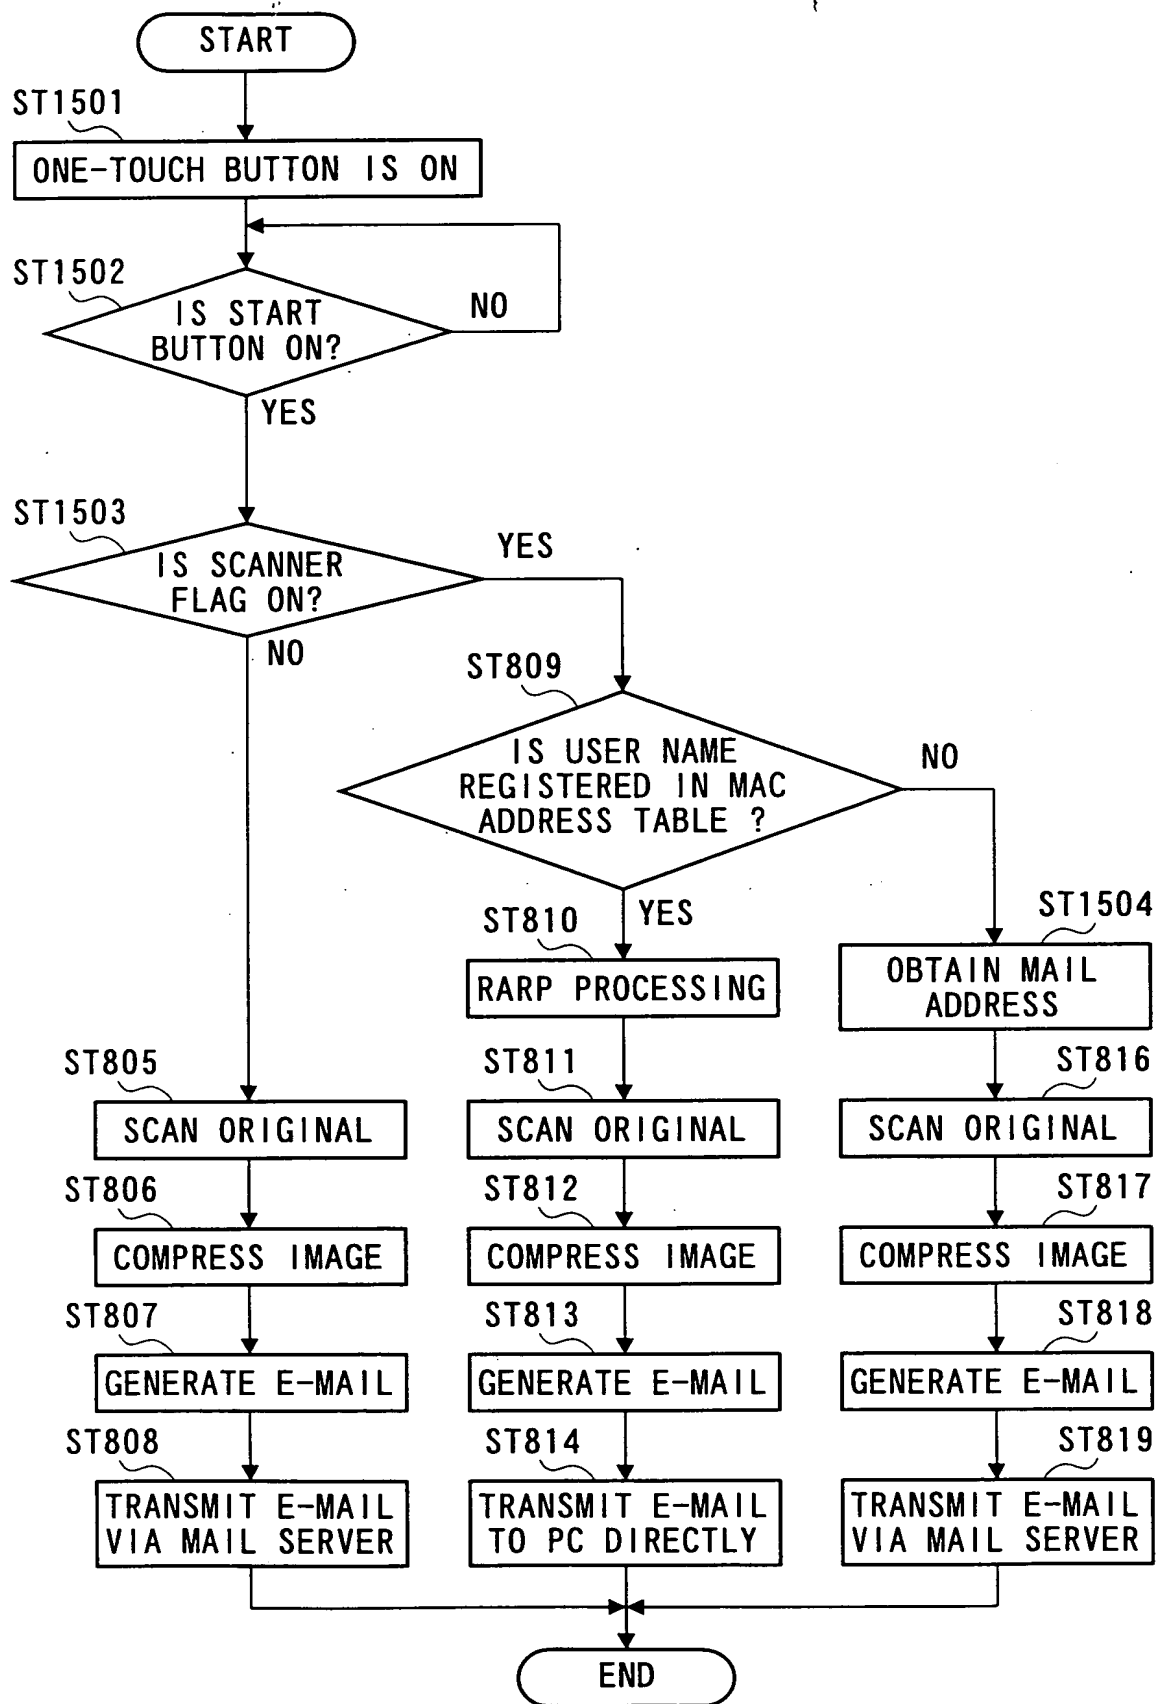 START
ST1501
ONE-TOUCH BUTTON IS ON
ST1502
IS START
BUTTON ON?
NO
YES
ST1503
IS SCANNER
FLAG ON?
YES
NO
ST809
IS USER NAME
REGISTERED IN MAC
ADDRESS TABLE ?
NO
YES
ST810
RARP PROCESSING
ST1504
OBTAIN MAIL
ADDRESS
ST805
SCAN ORIGINAL
ST811
SCAN ORIGINAL
ST816
SCAN ORIGINAL
ST806
COMPRESS IMAGE
ST812
COMPRESS IMAGE
ST817
COMPRESS IMAGE
ST807
GENERATE E-MAIL
ST813
GENERATE E-MAIL
ST818
GENERATE E-MAIL
ST808
TRANSMIT E-MAIL
VIA MAIL SERVER
ST814
TRANSMIT E-MAIL
TO PC DIRECTLY
ST819
TRANSMIT E-MAIL
VIA MAIL SERVER
END